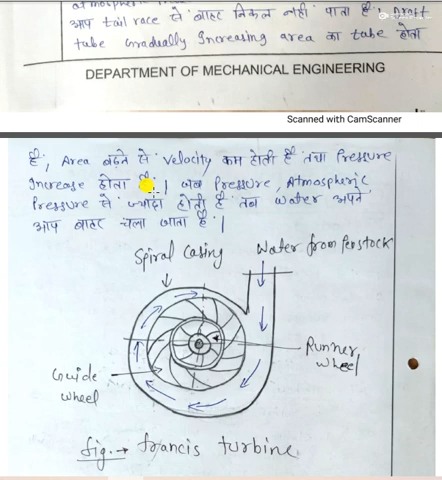 atmospheric
आप tail race से बाहर निकल नही पाता है। Draft
tube Gradually Increasing area का tube होता
DEPARTMENT OF MECHANICAL ENGINEERING
Scanned with CamScanner
है, Area बढ़ने से velocity कम होती है तथा Pressure
Increase होता है। जब Pressure, Atmospheric
Pressure से ज्यादा होती है तब water अपने
आप बाहर चला जाता है।
Spiral Casing
Water from Penstock
Runner
wheel
Guide
wheel
fig. → francis turbine